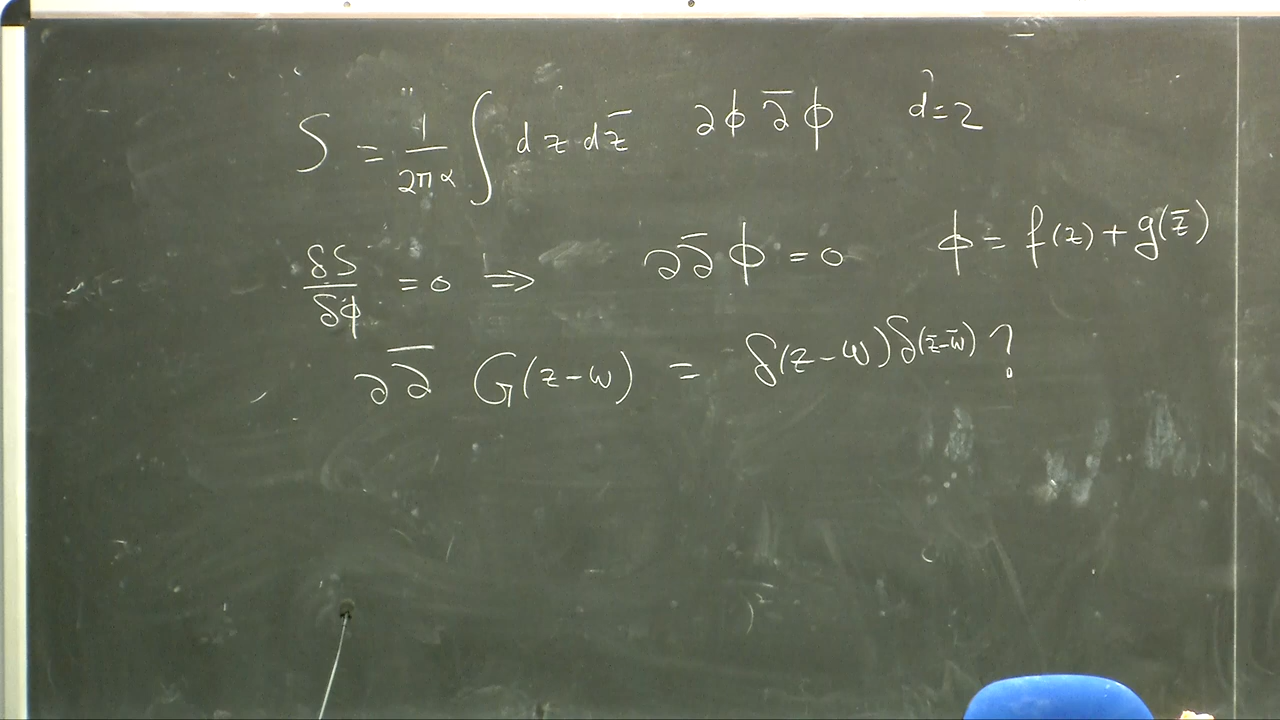 S = 1/2πα ∫ dz dz̄ ∂ϕ ∂̄ϕ d=2
δS/δϕ = 0 ⇒ ∂∂̄ϕ = 0 ϕ = f(z) + g(z̄)
∂∂̄ G(z-w) = δ(z-w)δ(z̄-w̄) ?